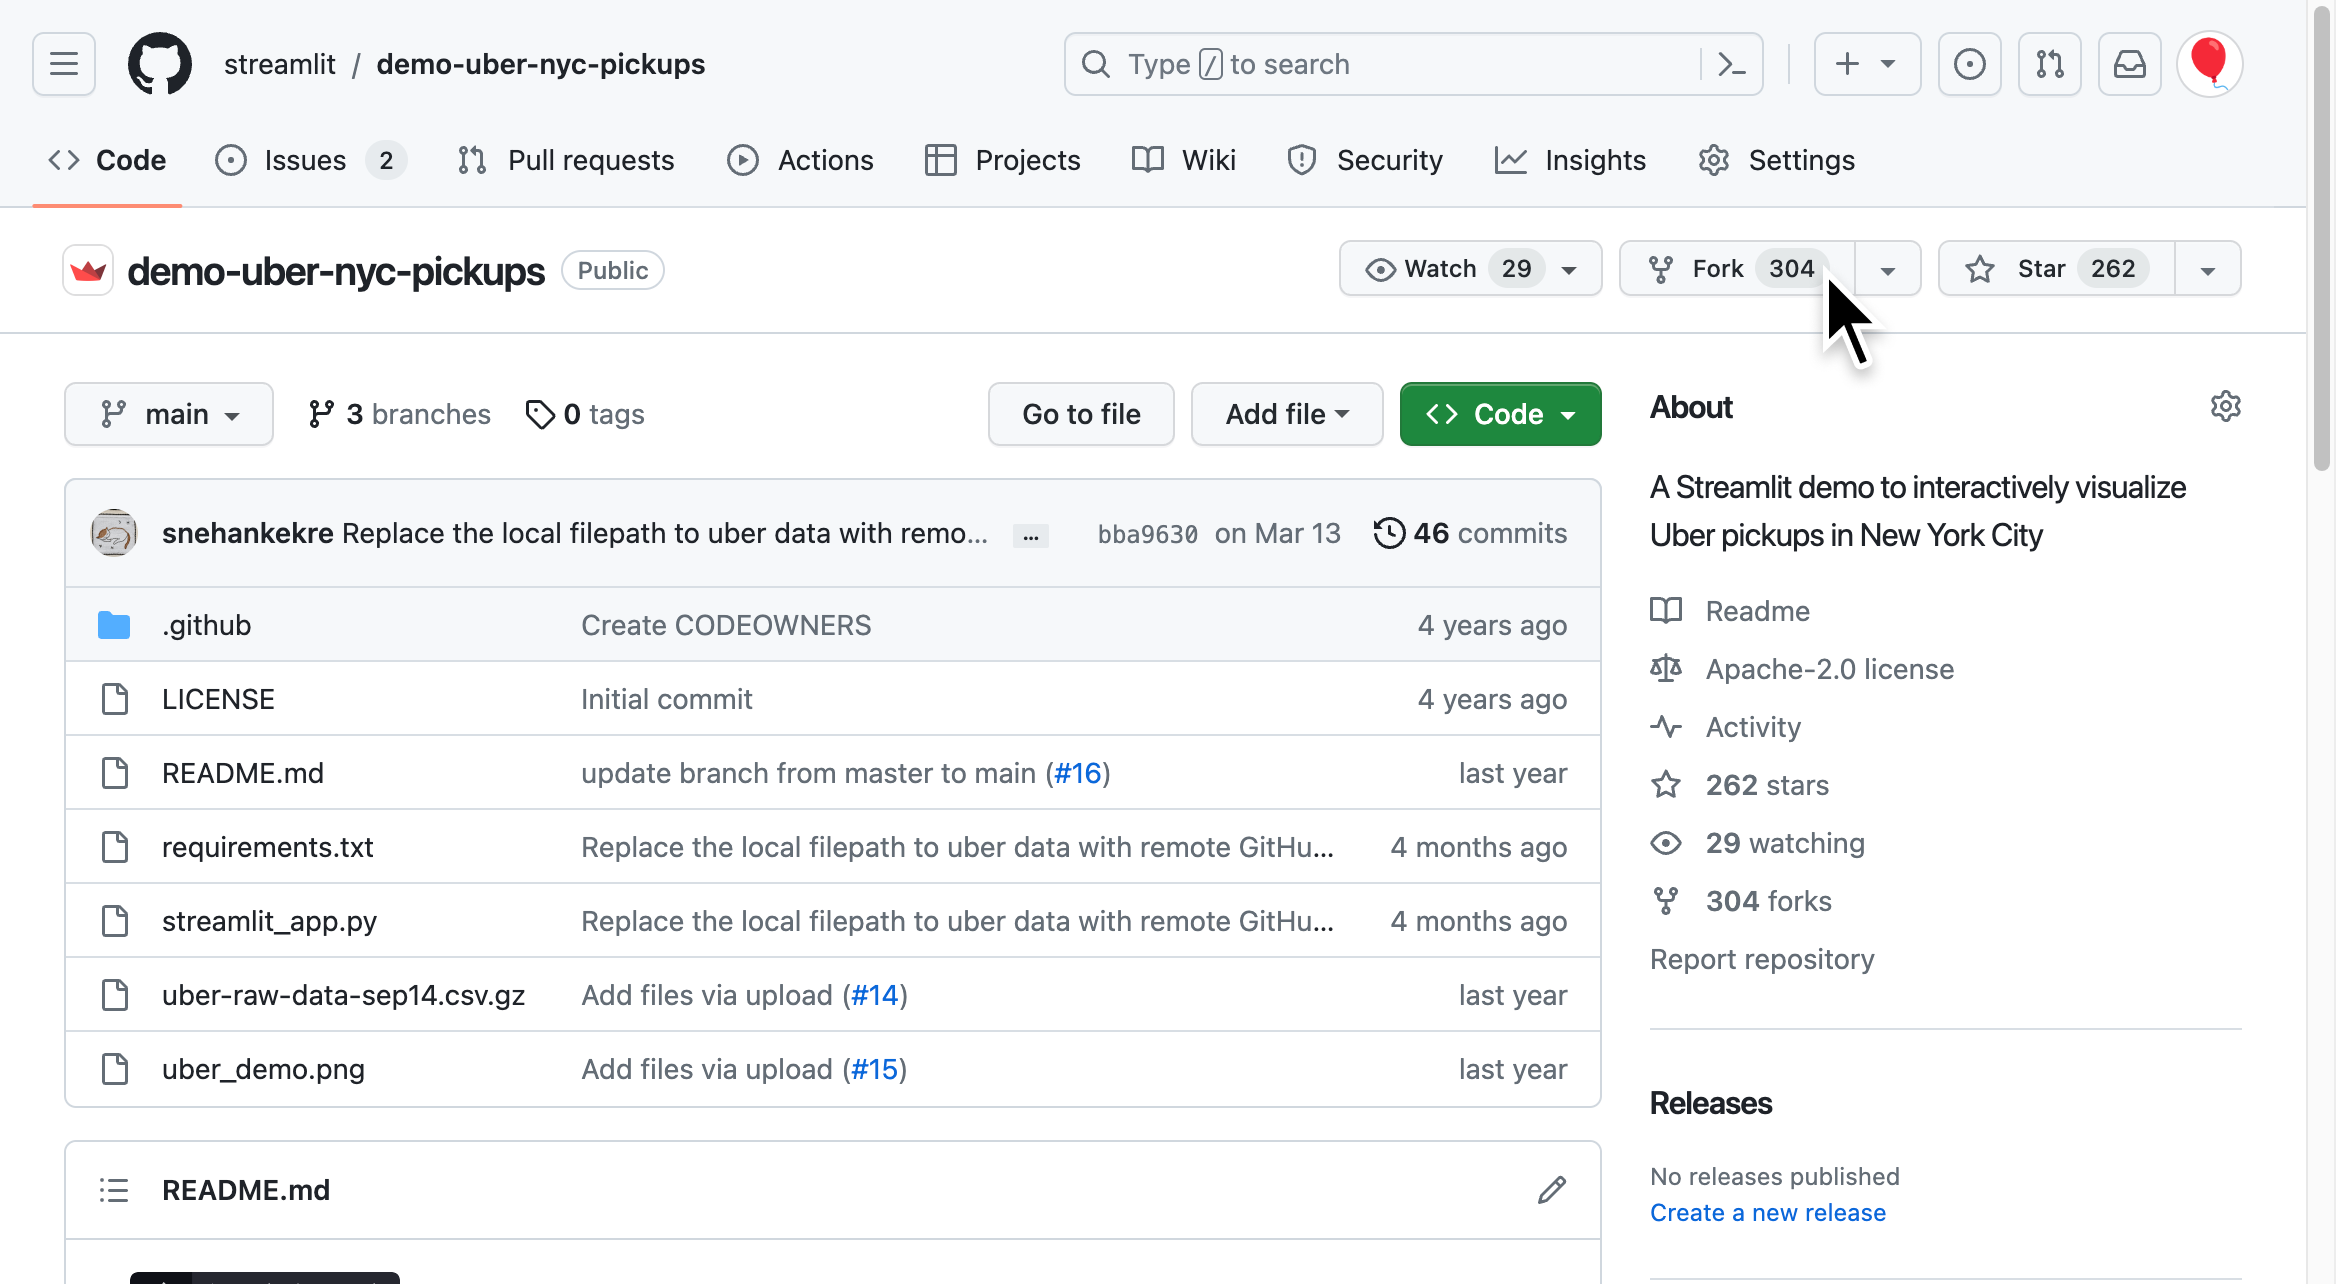 streamlit / demo-uber-nyc-pickups
Type / to search
Code
Issues 2
Pull requests
Actions
Projects
Wiki
Security
Insights
Settings
demo-uber-nyc-pickups Public
Watch 29
Fork 304
Star 262
main
3 branches
0 tags
Go to file
Add file
Code
snehankekre Replace the local filepath to uber data with remo... ... bba9630 on Mar 13 46 commits
.github Create CODEOWNERS 4 years ago
LICENSE Initial commit 4 years ago
README.md update branch from master to main (#16) last year
requirements.txt Replace the local filepath to uber data with remote GitHu... 4 months ago
streamlit_app.py Replace the local filepath to uber data with remote GitHu... 4 months ago
uber-raw-data-sep14.csv.gz Add files via upload (#14) last year
uber_demo.png Add files via upload (#15) last year
README.md
About
A Streamlit demo to interactively visualize
Uber pickups in New York City
Readme
Apache-2.0 license
Activity
262 stars
29 watching
304 forks
Report repository
Releases
No releases published
Create a new release